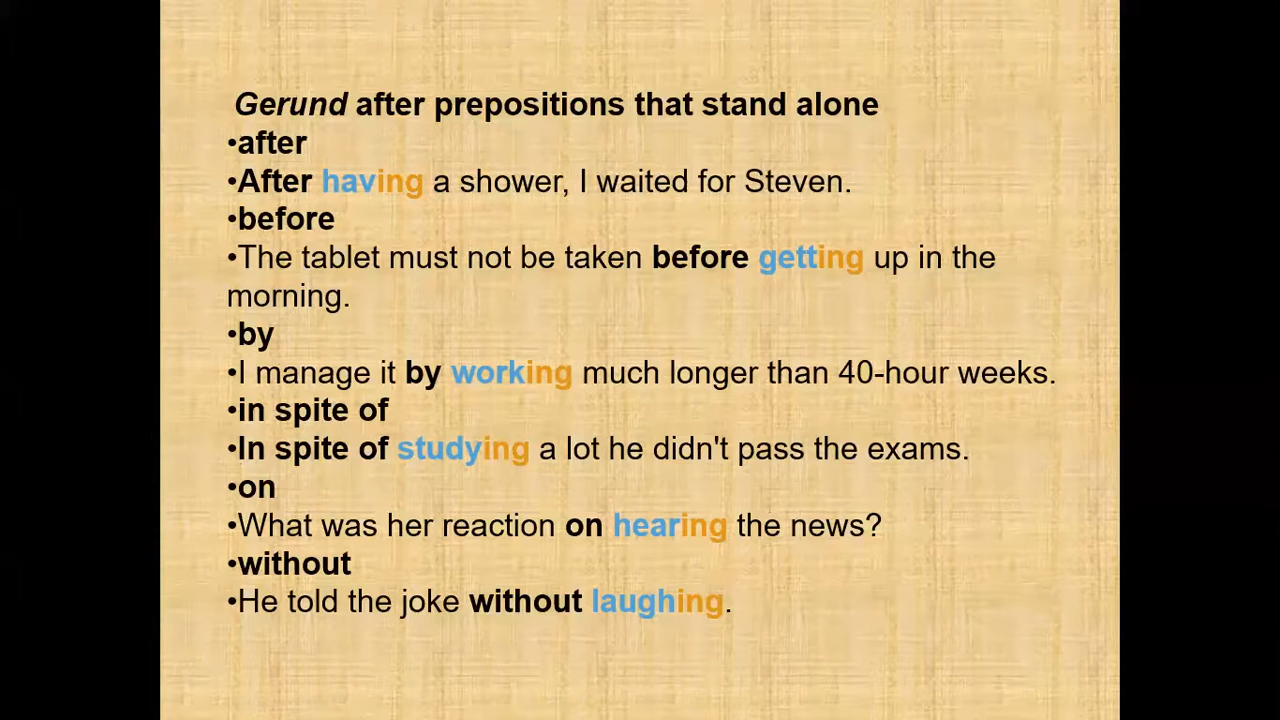 Gerund after prepositions that stand alone
•after
•After having a shower, I waited for Steven.
•before
•The tablet must not be taken before getting up in the
morning.
•by
•I manage it by working much longer than 40-hour weeks.
•in spite of
•In spite of studying a lot he didn't pass the exams.
•on
•What was her reaction on hearing the news?
•without
•He told the joke without laughing.